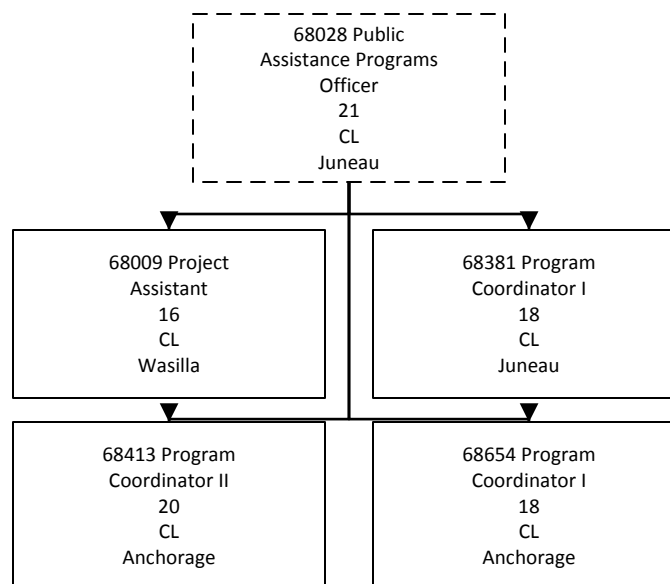 68028 Public
Assistance Programs
Officer
21
CL
Juneau
68009 Project
Assistant
16
CL
Wasilla
68381 Program
Coordinator I
18
CL
Juneau
68413 Program
Coordinator II
20
CL
Anchorage
68654 Program
Coordinator I
18
CL
Anchorage